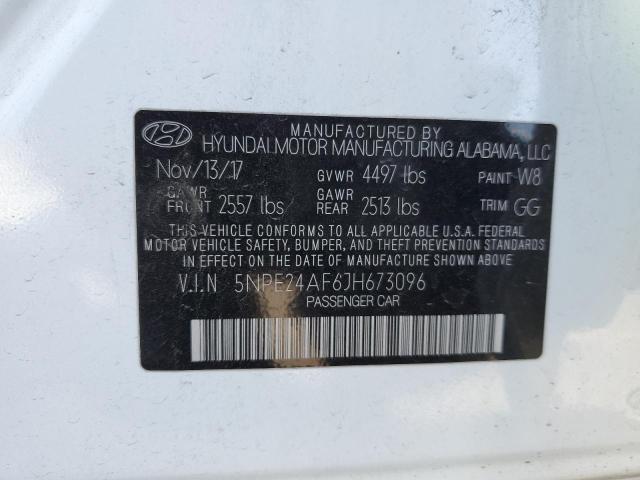 MANUFACTURED BY
HYUNDAI MOTOR MANUFACTURING ALABAMA, LLC
Nov/13/17 GVWR 4497 lbs PAINT W8
GAWR FRONT 2557 lbs GAWR REAR 2513 lbs TRIM GG
THIS VEHICLE CONFORMS TO ALL APPLICABLE U.S.A. FEDERAL
MOTOR VEHICLE SAFETY, BUMPER, AND THEFT PREVENTION STANDARDS
IN EFFECT ON THE DATE OF MANUFACTURE SHOWN ABOVE.
V.I.N 5NPE24AF6JH673096
PASSENGER CAR